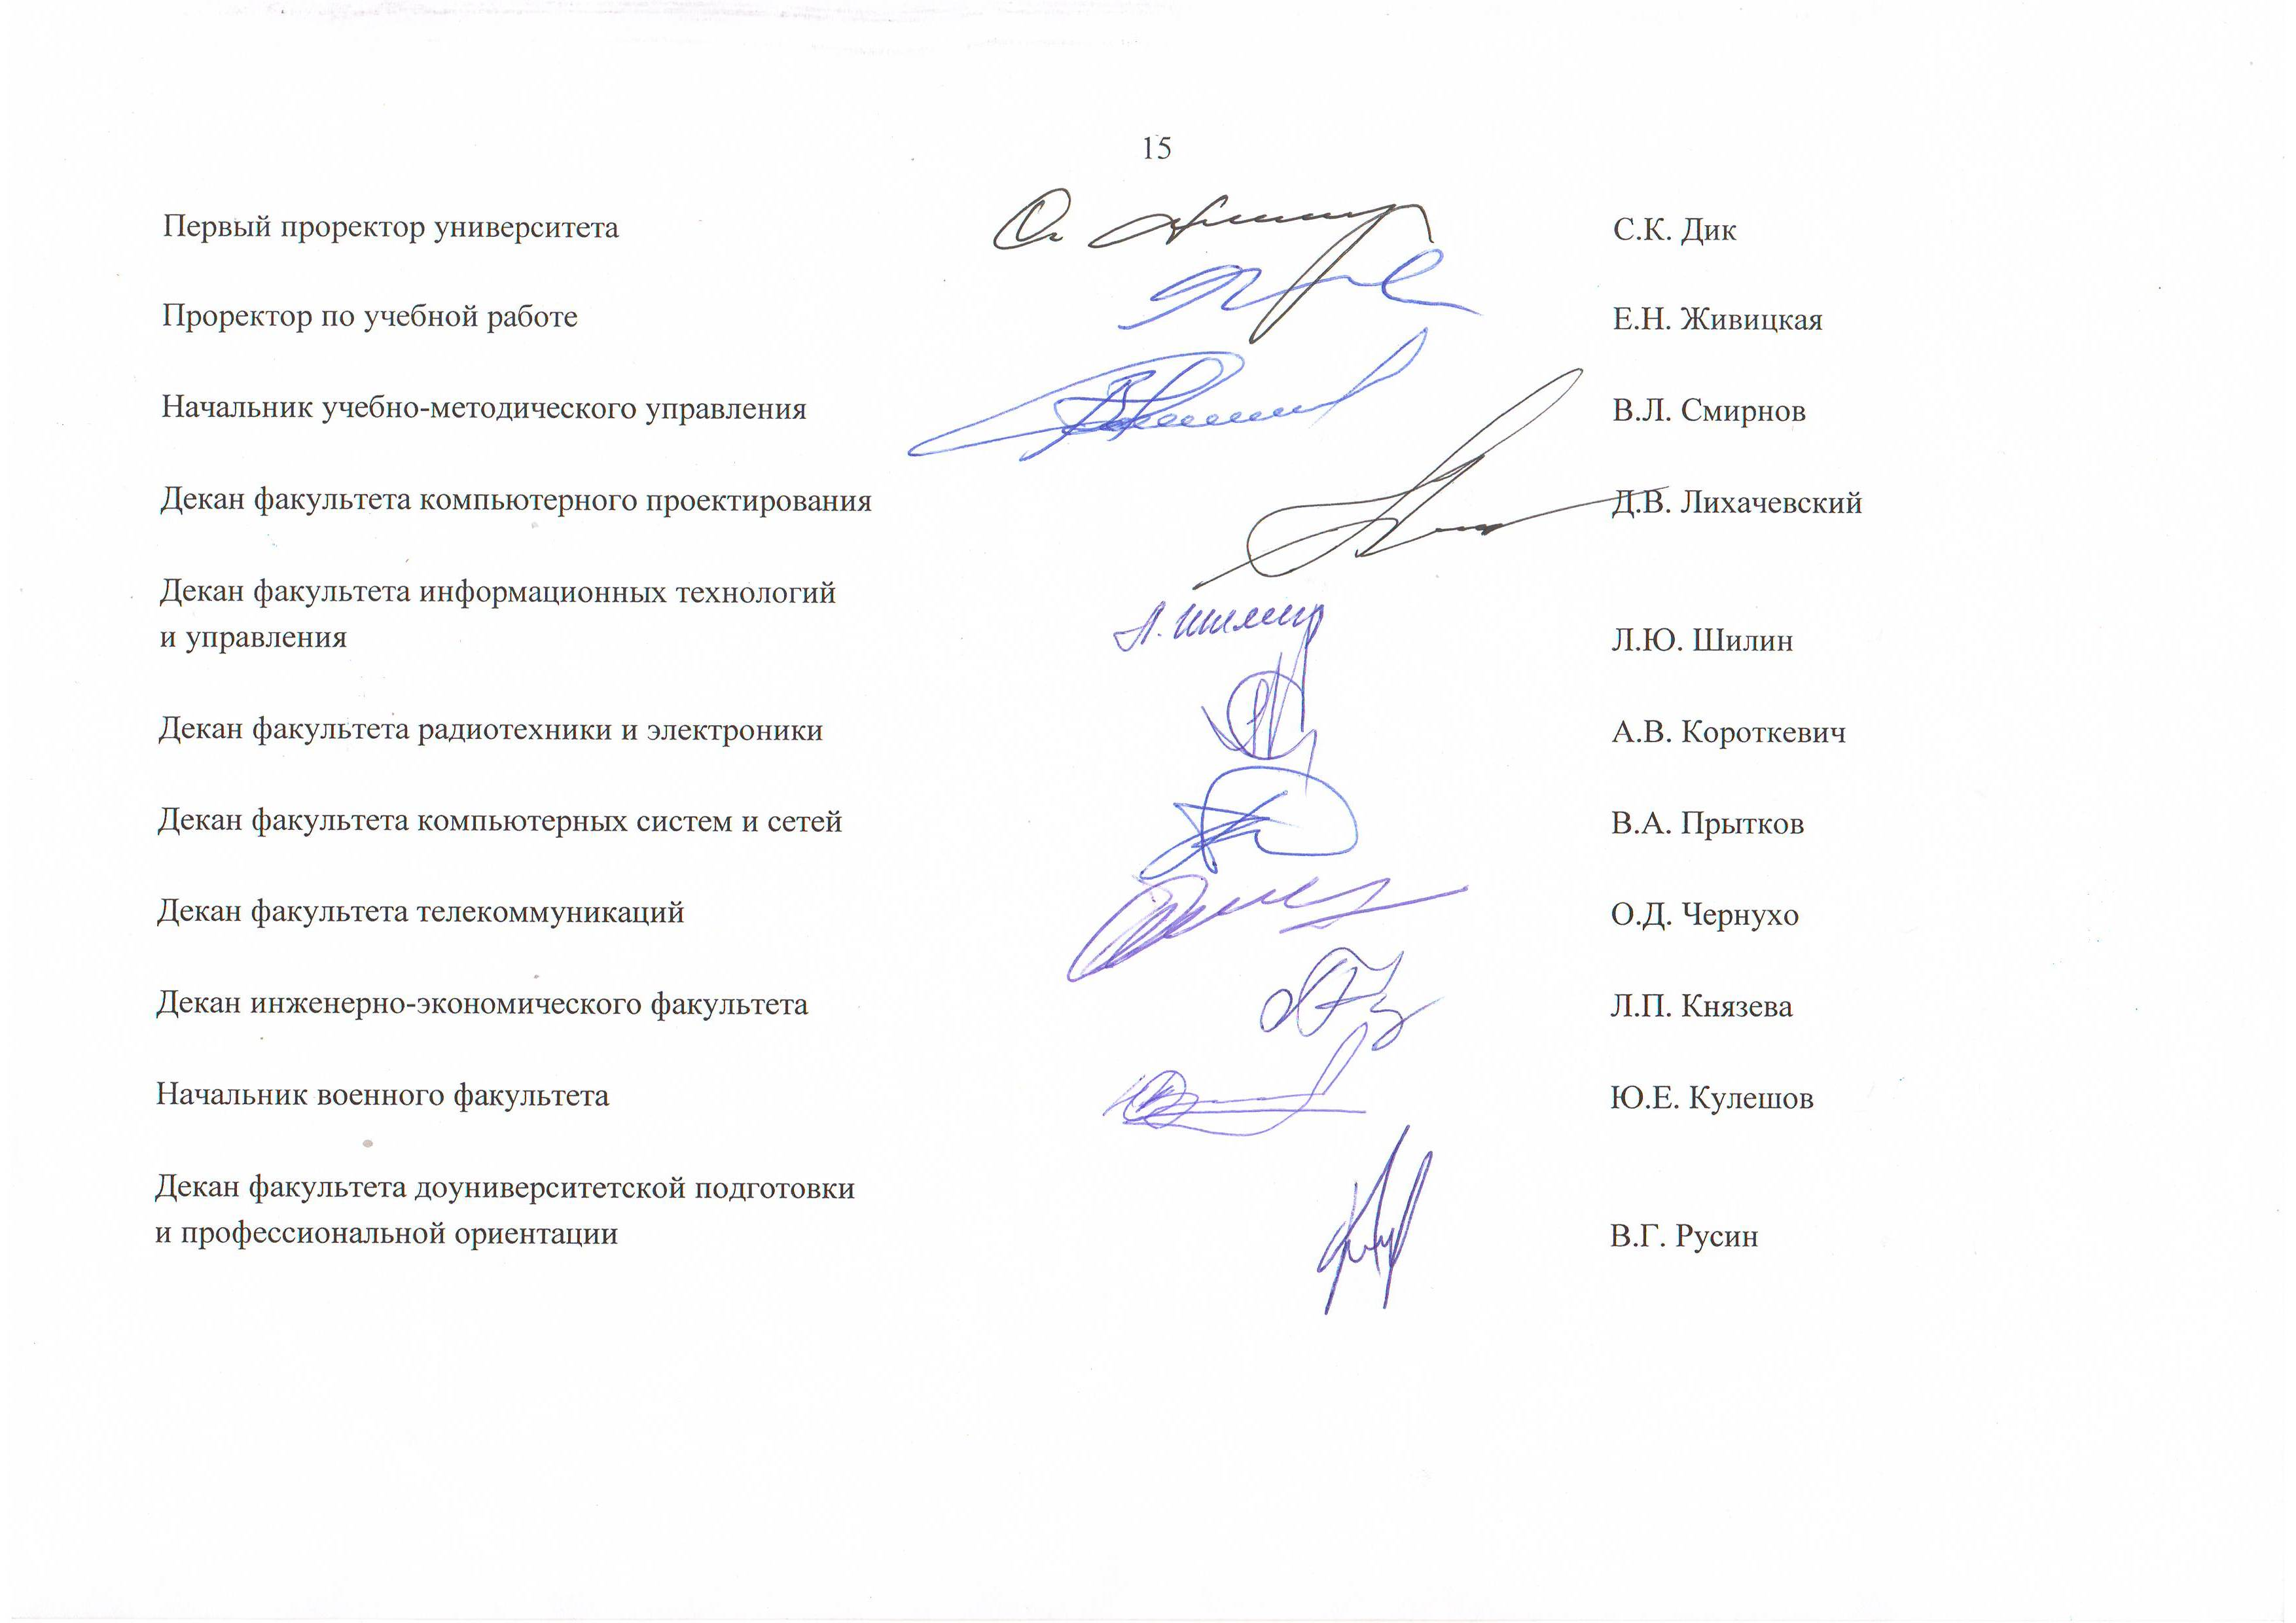 15
Первый проректор университета С.К. Дик
Проректор по учебной работе Е.Н. Живицкая
Начальник учебно-методического управления В.Л. Смирнов
Декан факультета компьютерного проектирования Д.В. Лихачевский
Декан факультета информационных технологий
и управления Л.Ю. Шилин
Декан факультета радиотехники и электроники А.В. Короткевич
Декан факультета компьютерных систем и сетей В.А. Прытков
Декан факультета телекоммуникаций О.Д. Чернухо
Декан инженерно-экономического факультета Л.П. Князева
Начальник военного факультета Ю.Е. Кулешов
Декан факультета доуниверситетской подготовки
и профессиональной ориентации В.Г. Русин